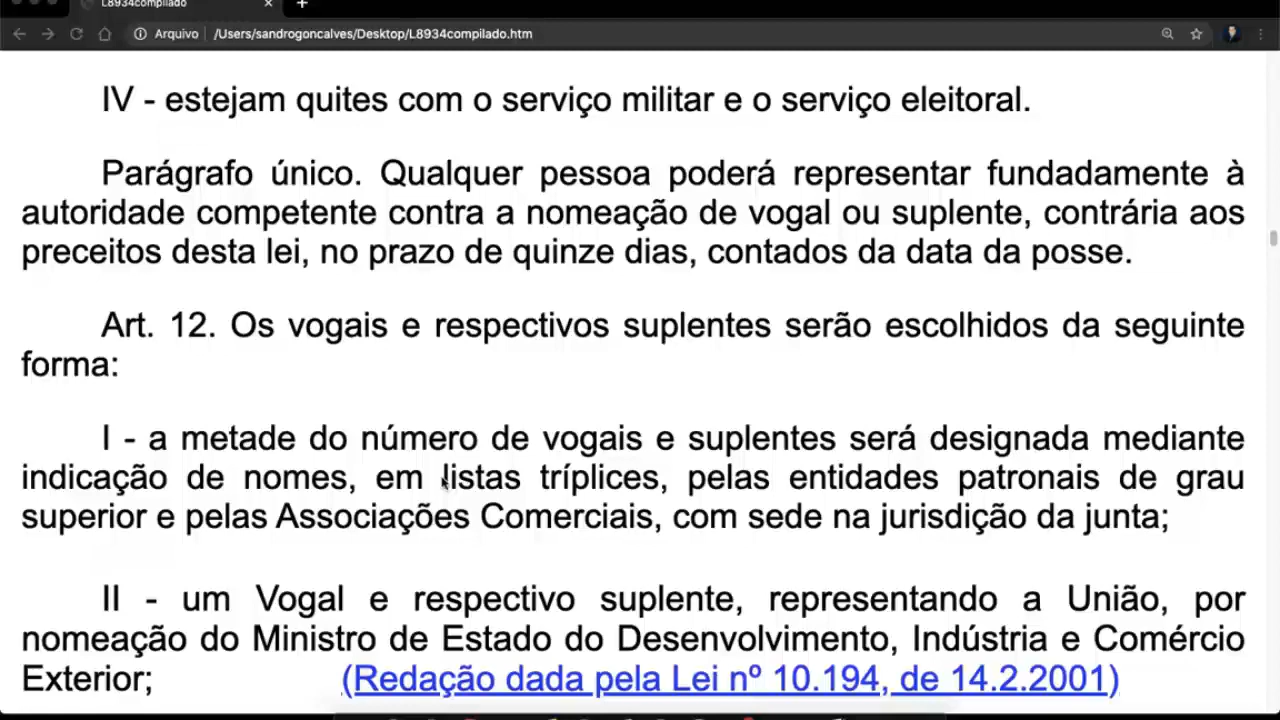 L8934compilado
Arquivo /Users/sandrogoncalves/Desktop/L8934compilado.htm
IV - estejam quites com o serviço militar e o serviço eleitoral.
Parágrafo único. Qualquer pessoa poderá representar fundadamente à
autoridade competente contra a nomeação de vogal ou suplente, contrária aos
preceitos desta lei, no prazo de quinze dias, contados da data da posse.
Art. 12. Os vogais e respectivos suplentes serão escolhidos da seguinte
forma:
I - a metade do número de vogais e suplentes será designada mediante
indicação de nomes, em listas tríplices, pelas entidades patronais de grau
superior e pelas Associações Comerciais, com sede na jurisdição da junta;
II - um Vogal e respectivo suplente, representando a União, por
nomeação do Ministro de Estado do Desenvolvimento, Indústria e Comércio
Exterior; (Redação dada pela Lei nº 10.194, de 14.2.2001)